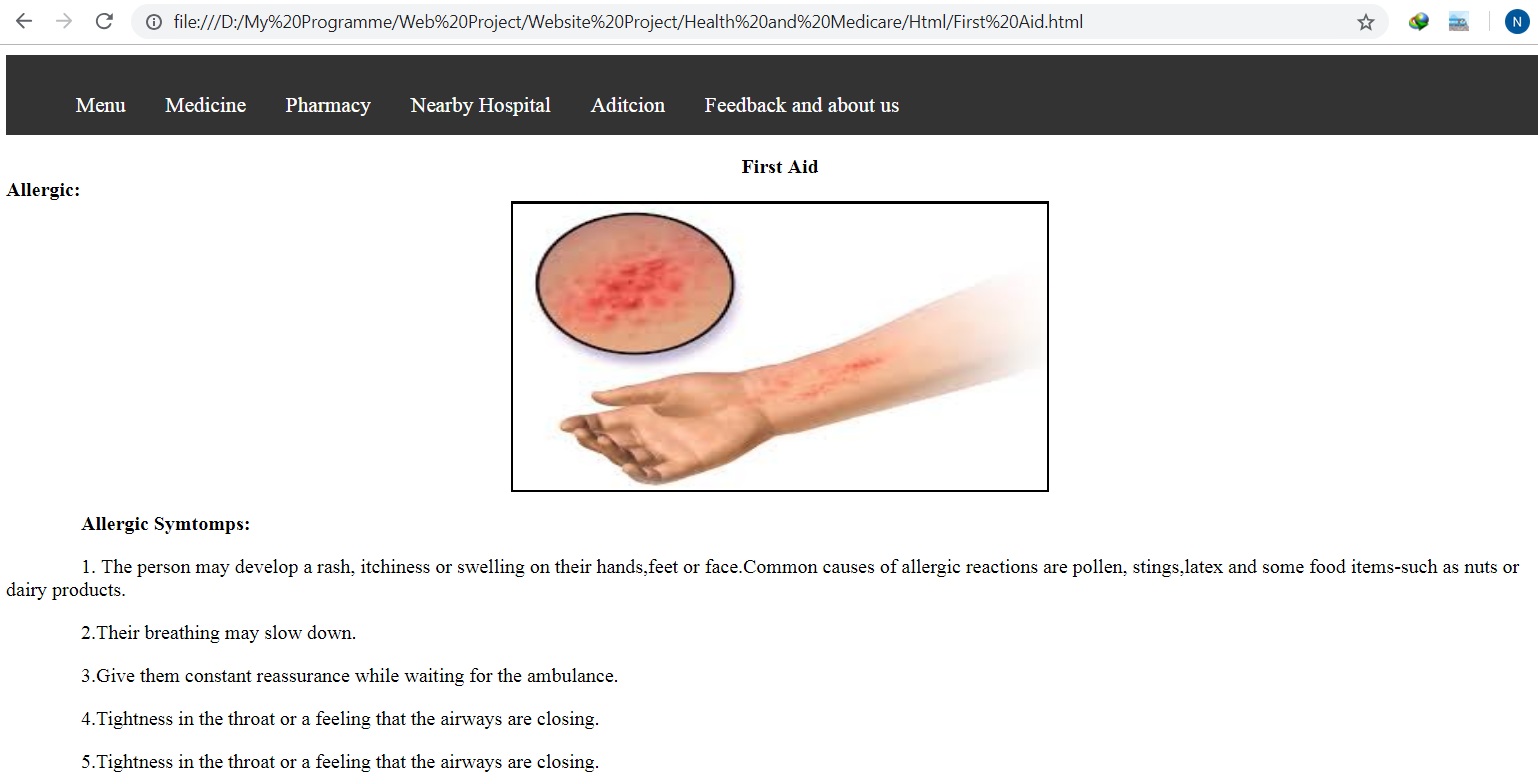 file:///D:/My%20Programme/Web%20Project/Website%20Project/Health%20and%20Medicare/Html/First%20Aid.html
N
Menu Medicine Pharmacy Nearby Hospital Aditcion Feedback and about us
First Aid
Allergic:
Allergic Symtomps:
1. The person may develop a rash, itchiness or swelling on their hands,feet or face.Common causes of allergic reactions are pollen, stings,latex and some food items-such as nuts or
dairy products.
2.Their breathing may slow down.
3.Give them constant reassurance while waiting for the ambulance.
4.Tightness in the throat or a feeling that the airways are closing.
5.Tightness in the throat or a feeling that the airways are closing.